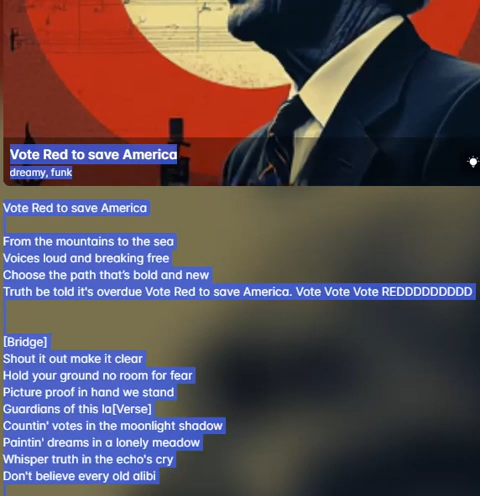 Vote Red to save America
dreamy, funk
Vote Red to save America
From the mountains to the sea
Voices loud and breaking free
Choose the path that's bold and new
Truth be told it's overdue Vote Red to save America. Vote Vote Vote REDDDDDDDDD
[Bridge]
Shout it out make it clear
Hold your ground no room for fear
Picture proof in hand we stand
Guardians of this la[Verse]
Countin' votes in the moonlight shadow
Paintin' dreams in a lonely meadow
Whisper truth in the echo's cry
Don't believe every old alibi